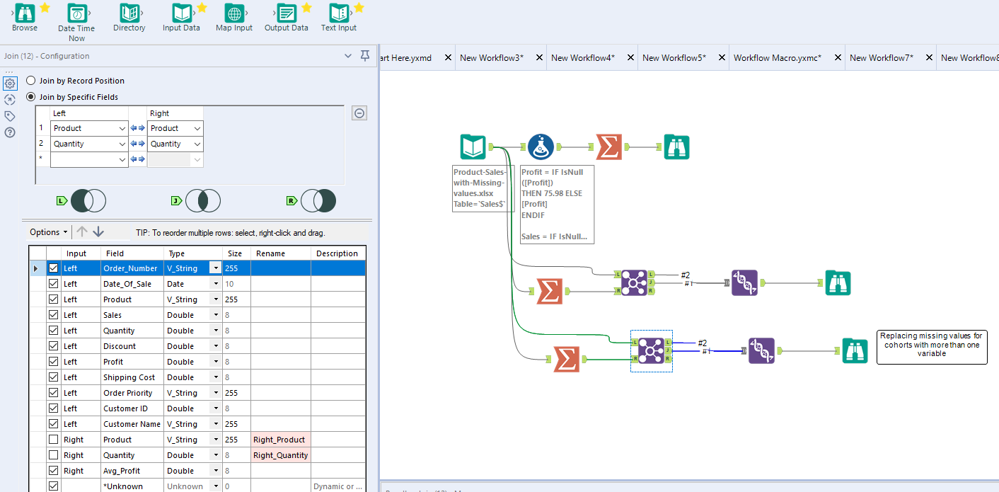 Browse
Date Time
Now
Directory
Input Data
Map Input
Output Data
Text Input
Join (12) - Configuration
art Here.yxmd
New Workflow3*
New Workflow4*
New Workflow5*
Workflow Macro.yxmc*
New Workflow7*
New Workflow8
Join by Record Position
Join by Specific Fields
Left Right
1 Product Product
2 Quantity Quantity
*
L J R
Options TIP: To reorder multiple rows: select, right-click and drag.
Input Field Type Size Rename Description
Left Order_Number V_String 255
Left Date_Of_Sale Date 10
Left Product V_String 255
Left Sales Double 8
Left Quantity Double 8
Left Discount Double 8
Left Profit Double 8
Left Shipping Cost Double 8
Left Order Priority V_String 255
Left Customer ID Double 8
Left Customer Name V_String 255
Right Product V_String 255 Right_Product
Right Quantity Double 8 Right_Quantity
Right Avg_Profit Double 8
*Unknown Unknown 0 Dynamic or ...
Product-Sales-
with-Missing-
values.xlsx
Table=`Sales$`
Profit = IF IsNull
([Profit])
THEN 75.98 ELSE
[Profit]
ENDIF
Sales = IF IsNull...
L R L J R
#2
#1
L R L J R
#2
#1
Replacing missing values for
cohorts with more than one
variable